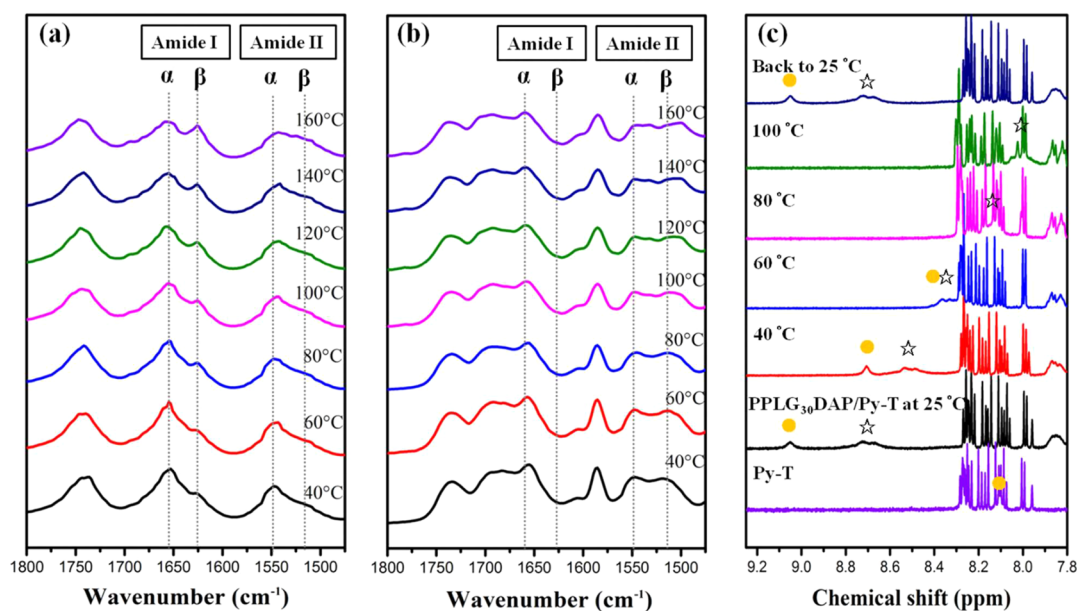 (a)
Amide I
Amide II
α
β
α
β
160°C
140°C
120°C
100°C
80°C
60°C
40°C
1800
1750
1700
1650
1600
1550
1500
Wavenumber (cm-1)
(b)
Amide I
Amide II
α
β
α
β
160°C
140°C
120°C
100°C
80°C
60°C
40°C
1800
1750
1700
1650
1600
1550
1500
Wavenumber (cm-1)
(c)
Back to 25 °C
100 °C
80 °C
60 °C
40 °C
PPLG30DAP/Py-T at 25 °C
Py-T
9.2
9.0
8.8
8.6
8.4
8.2
8.0
7.8
Chemical shift (ppm)